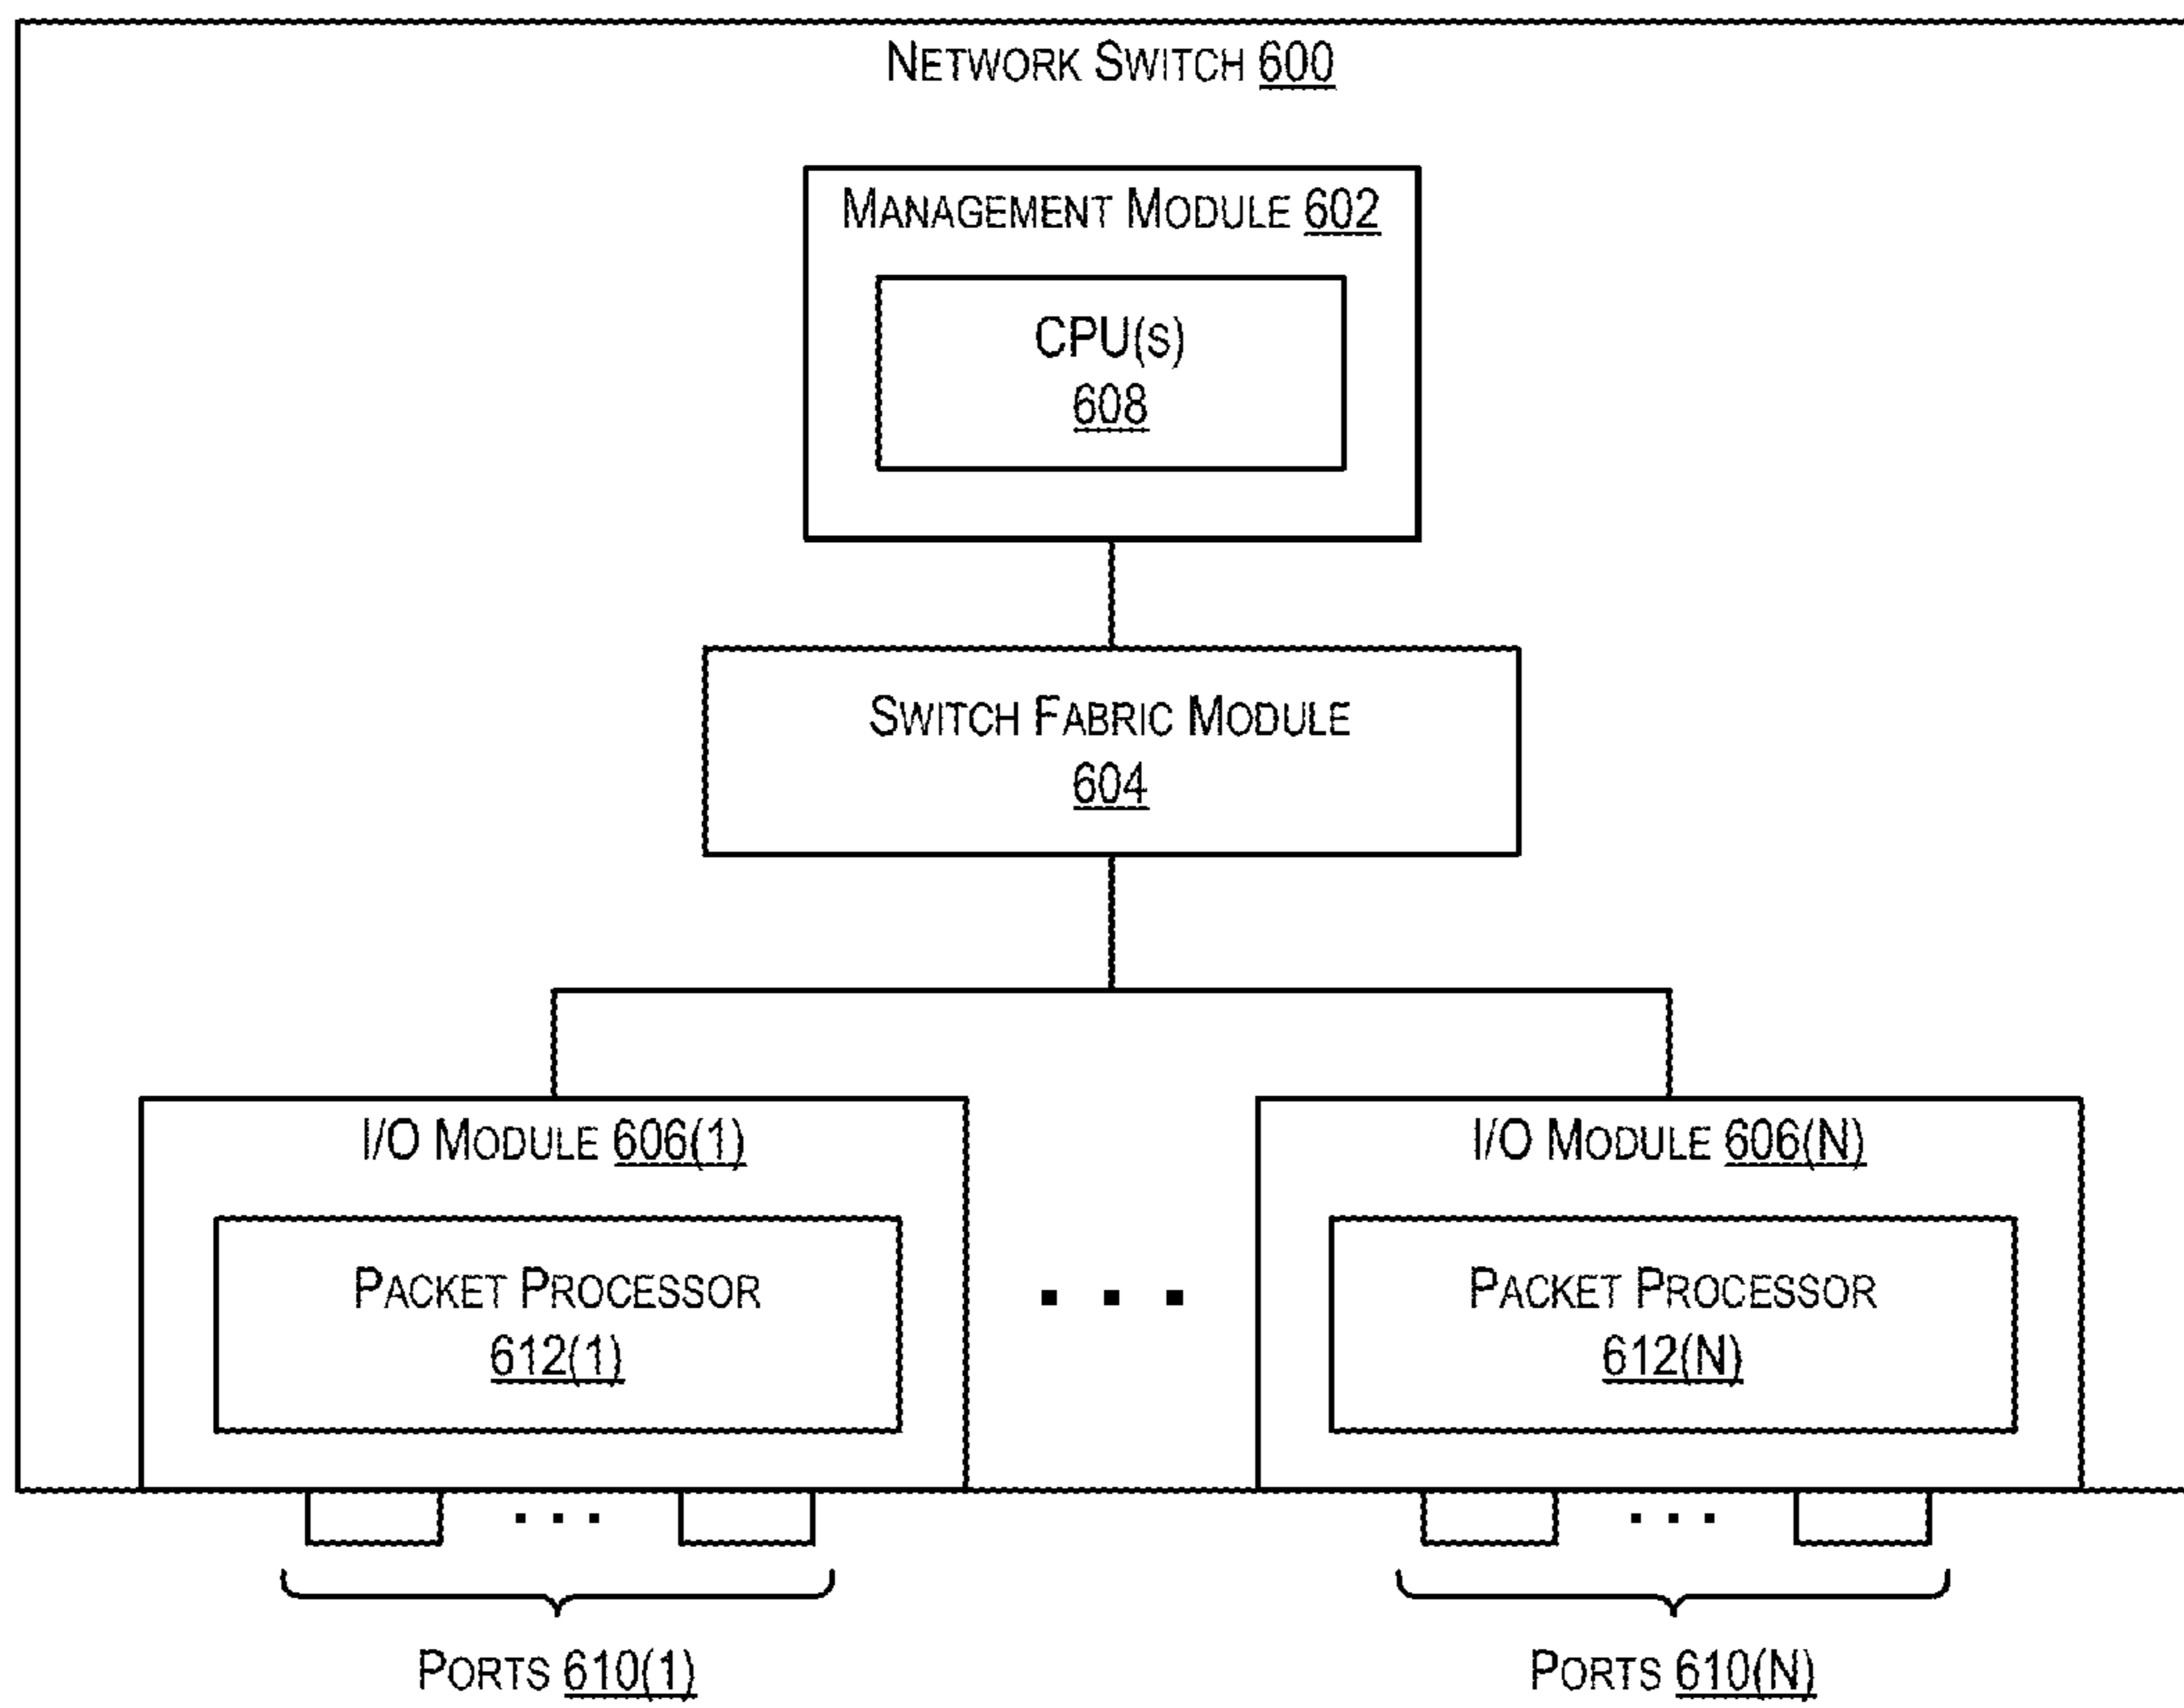 NETWORK SWITCH 600
MANAGEMENT MODULE 602
CPU(S)
608
SWITCH FABRIC MODULE
604
I/O MODULE 606(1)
I/O MODULE 606(N)
PACKET PROCESSOR
612(1)
. . .
PACKET PROCESSOR
612(N)
. . .
. . .
PORTS 610(1)
PORTS 610(N)